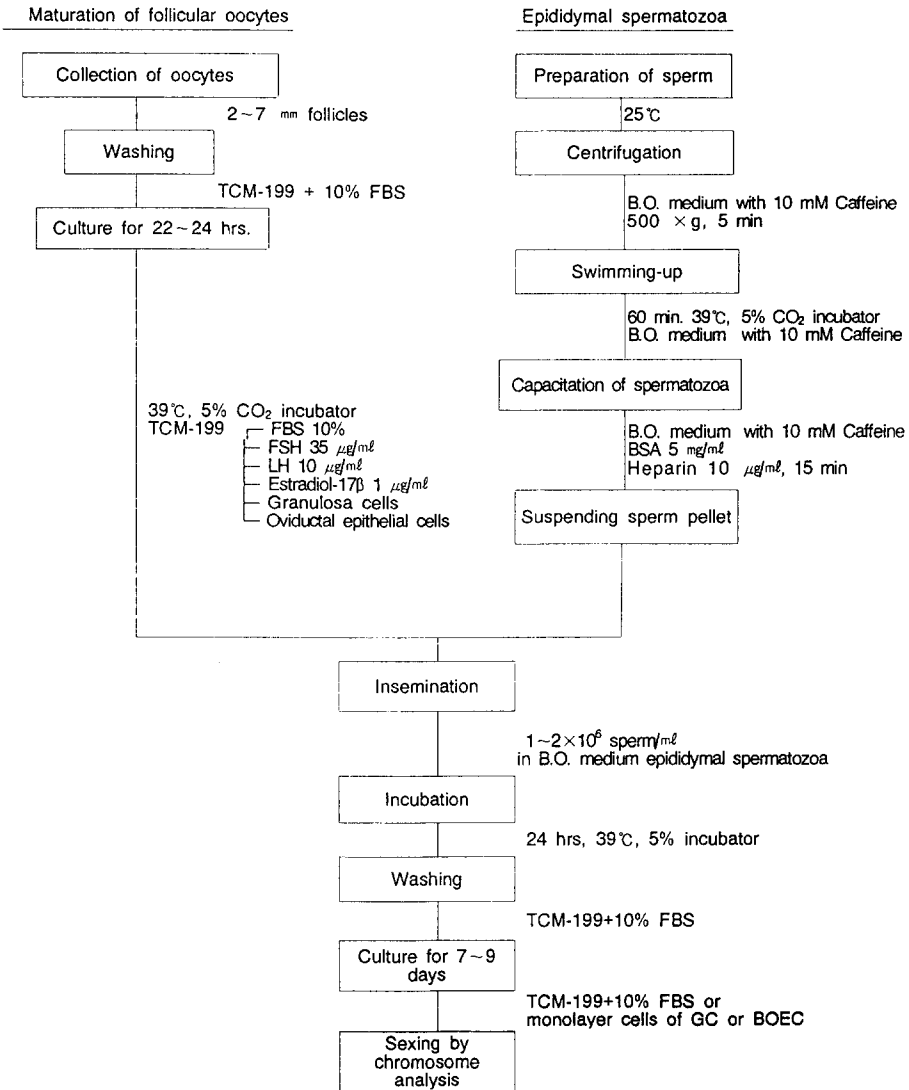 Maturation of follicular oocytes
Collection of oocytes
2~7 mm follicles
Washing
TCM-199 + 10% FBS
Culture for 22~24 hrs.
39℃, 5% CO₂ incubator
TCM-199
FBS 10%
FSH 35 μg/mℓ
LH 10 μg/mℓ
Estradiol-17β 1 μg/mℓ
Granulosa cells
Oviductal epithelial cells
Epididymal spermatozoa
Preparation of sperm
25℃
Centrifugation
B.O. medium with 10 mM Caffeine
500 ×g, 5 min
Swimming-up
60 min. 39℃, 5% CO₂ incubator
B.O. medium with 10 mM Caffeine
Capacitation of spermatozoa
B.O. medium with 10 mM Caffeine
BSA 5 mg/mℓ
Heparin 10 μg/mℓ, 15 min
Suspending sperm pellet
Insemination
1~2×10⁶ sperm/mℓ
in B.O. medium epididymal spermatozoa
Incubation
24 hrs, 39℃, 5% incubator
Washing
TCM-199+10% FBS
Culture for 7~9
days
TCM-199+10% FBS or
monolayer cells of GC or BOEC
Sexing by
chromosome
analysis